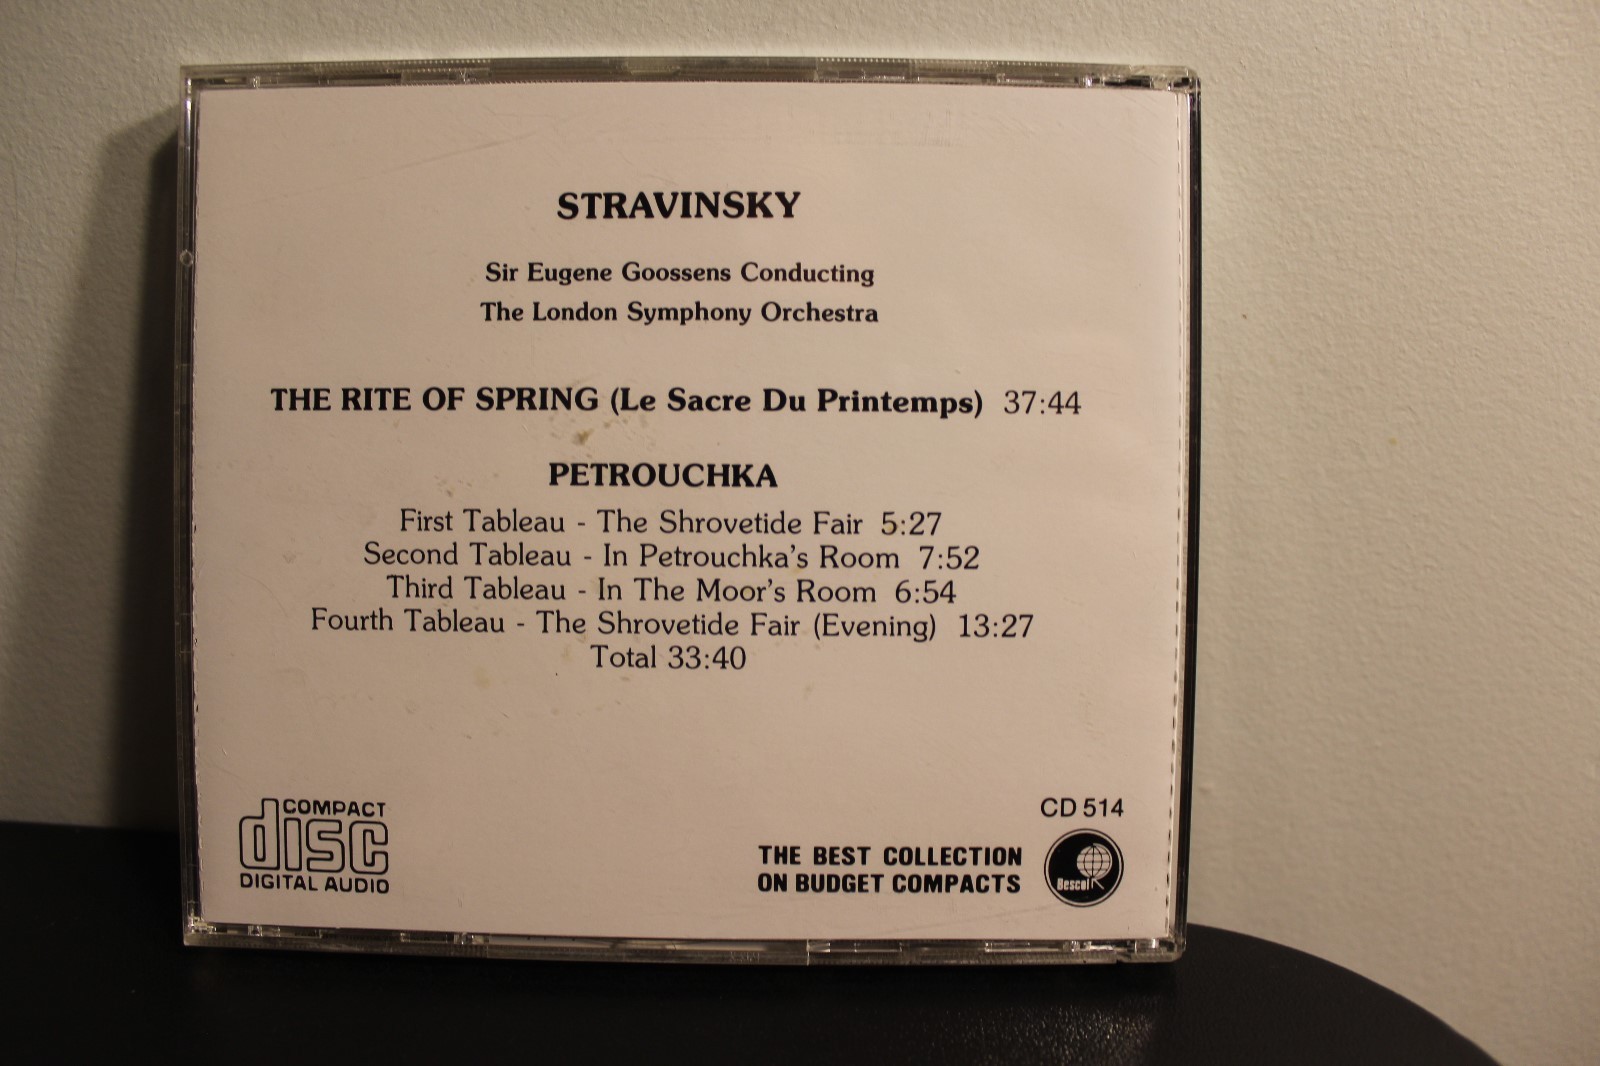 STRAVINSKY
Sir Eugene Goossens Conducting
The London Symphony Orchestra
THE RITE OF SPRING (Le Sacre Du Printemps) 37:44
PETROUCHKA
First Tableau - The Shrovetide Fair 5:27
Second Tableau - In Petrouchka's Room 7:52
Third Tableau - In The Moor's Room 6:54
Fourth Tableau - The Shrovetide Fair (Evening) 13:27
Total 33:40
COMPACT
disc
DIGITAL AUDIO
CD 514
THE BEST COLLECTION
ON BUDGET COMPACTS
Bescol